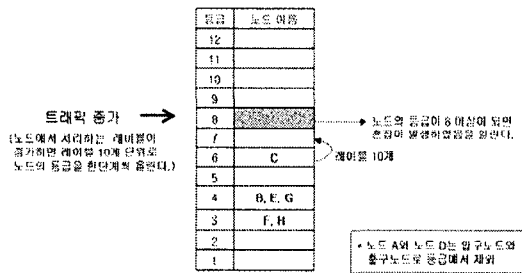 등급 노드 이름
12
11
10
9
8
7
6 C
5
4 B, E, G
3 F, H
2
1
트래픽 증가
(노드에서 처리하는 레이블이
증가하면 레이블 10개 단위로
노드의 등급을 한단계씩 올린다.)
노드의 등급이 8 이상이 되면
혼잡이 발생하였음을 알린다.
레이블 10개
* 노드 A와 노드 D는 입구노드와
출구노드로 등급에서 제외